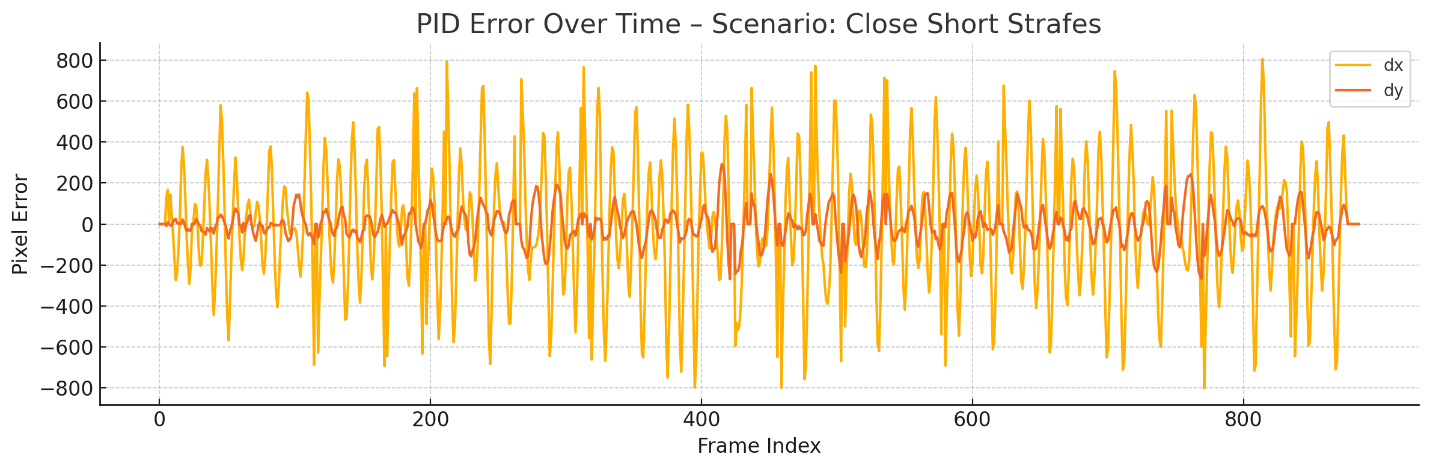 PID Error Over Time – Scenario: Close Short Strafes
dx
dy
Pixel Error
800
600
400
200
0
−200
−400
−600
−800
0 200 400 600 800
Frame Index